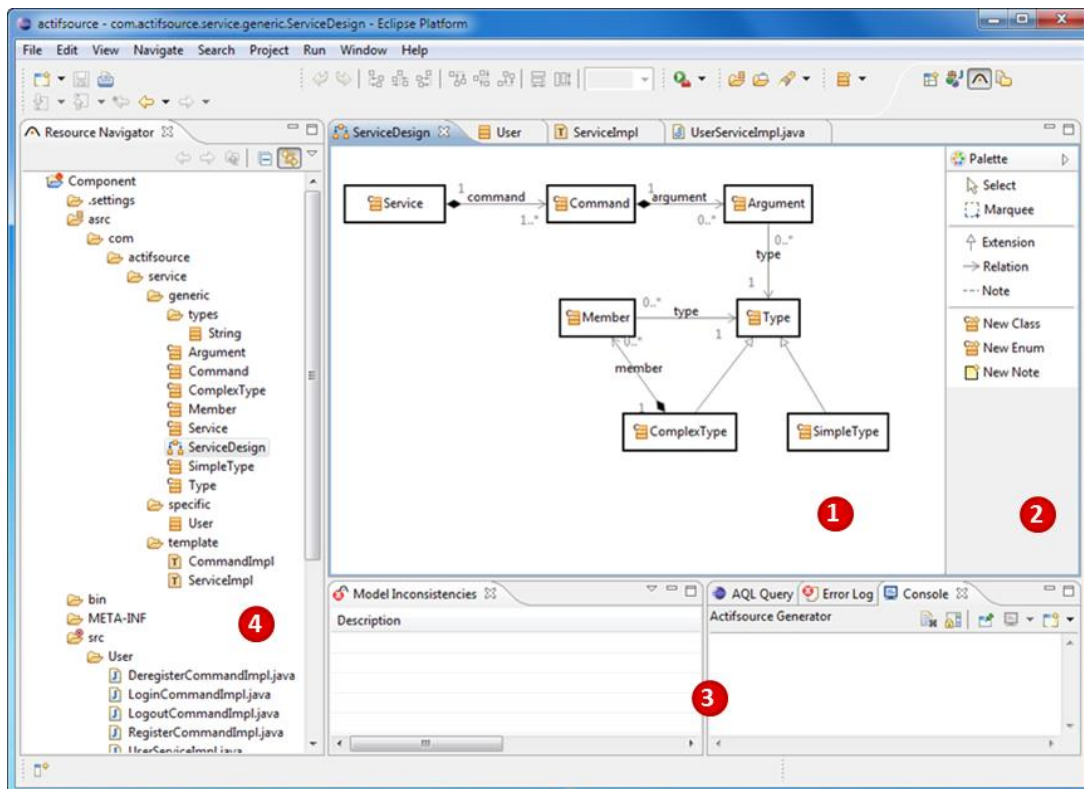 actifsource - com.actifsource.service.generic.ServiceDesign - Eclipse Platform
File Edit View Navigate Search Project Run Window Help
Resource Navigator
Component
.settings
asrc
com
actifsource
service
generic
types
String
Argument
Command
ComplexType
Member
Service
ServiceDesign
SimpleType
Type
specific
User
template
CommandImpl
ServiceImpl
bin
META-INF
src
User
DeregisterCommandImpl.java
LoginCommandImpl.java
LogoutCommandImpl.java
RegisterCommandImpl.java
UserServiceImpl.java
4
ServiceDesign User ServiceImpl UserServiceImpl.java
Service 1 command 1..* Command 1 argument 0..* Argument
0..*
type
1
Member 0..* type 1 Type
0..*
member
1
ComplexType SimpleType
1
Palette
Select
Marquee
Extension
Relation
Note
New Class
New Enum
New Note
2
Model Inconsistencies
Description
AQL Query Error Log Console
Actifsource Generator
3